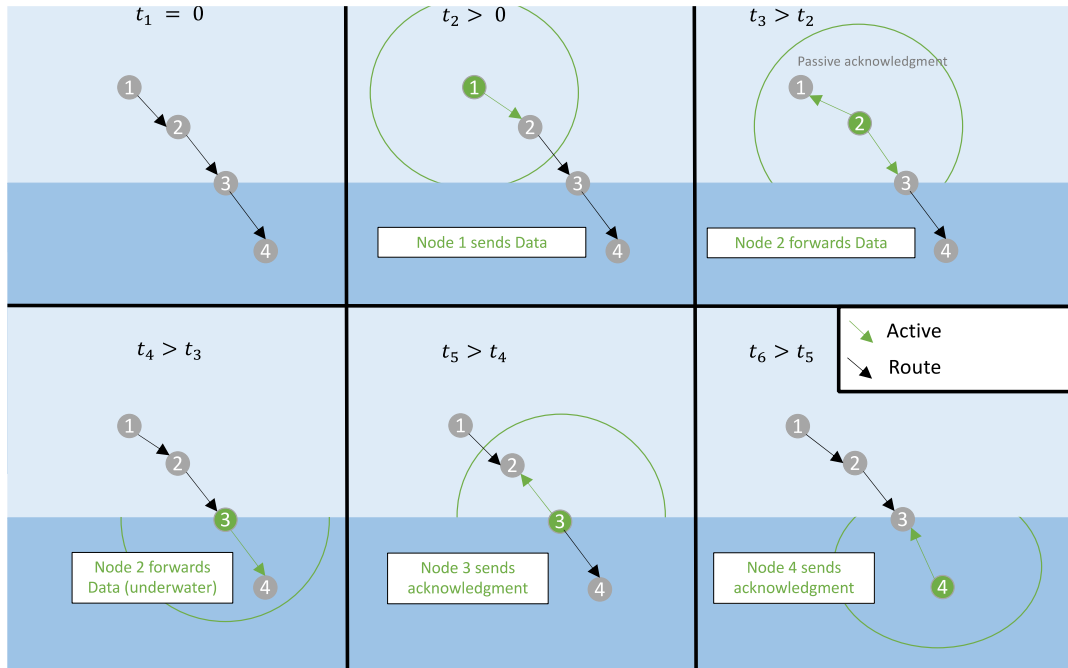 t₁ = 0
1
2
3
4
t₂ > 0
1
2
3
Node 1 sends Data
4
t₃ > t₂
Passive acknowledgment
1
2
3
Node 2 forwards Data
4
t₄ > t₃
1
2
3
Node 2 forwards
Data (underwater)
4
t₅ > t₄
1
2
3
Node 3 sends
acknowledgment
4
t₆ > t₅
Active
Route
1
2
3
Node 4 sends
acknowledgment
4